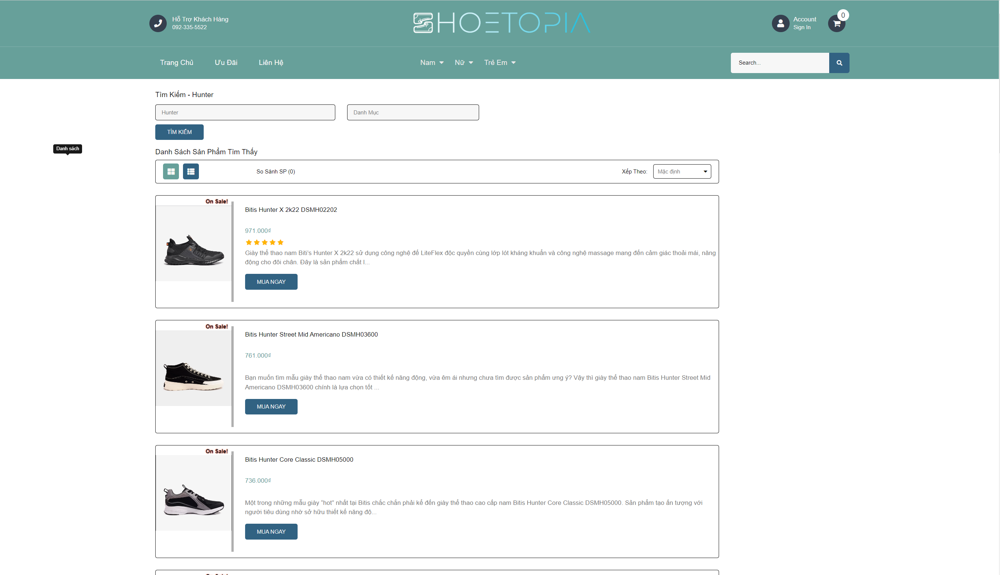 Hỗ Trợ Khách Hàng
092-335-5522
SHOETOPIA
Account
Sign In
0
Trang Chủ
Ưu Đãi
Liên Hệ
Nam
Nữ
Trẻ Em
Search...
Tìm Kiếm - Hunter
Hunter
Danh Mục
TÌM KIẾM
Danh sách
Danh Sách Sản Phẩm Tìm Thấy
So Sánh SP (0)
Xếp Theo:
Mặc định
On Sale!
Bitis Hunter X 2k22 DSMH02202
971.000₫
Giày thể thao nam Biti’s Hunter X 2k22 sử dụng công nghệ đế LiteFlex độc quyền cùng lớp lót kháng khuẩn và công nghệ massage mang đến cảm giác thoải mái, năng
động cho đôi chân. Đây là sản phẩm chất l...
MUA NGAY
On Sale!
Bitis Hunter Street Mid Americano DSMH03600
761.000₫
Bạn muốn tìm mẫu giày thể thao nam vừa có thiết kế năng động, vừa êm ái nhưng chưa tìm được sản phẩm ưng ý? Vậy thì giày thể thao nam Bitis Hunter Street Mid
Americano DSMH03600 chính là lựa chọn tốt ...
MUA NGAY
On Sale!
Bitis Hunter Core Classic DSMH05000
736.000₫
Một trong những mẫu giày “hot” nhất tại Bitis chắc chắn phải kể đến giày thể thao cao cấp nam Bitis Hunter Core Classic DSMH05000. Sản phẩm tạo ấn tượng với
người tiêu dùng nhờ sở hữu thiết kế năng độ...
MUA NGAY